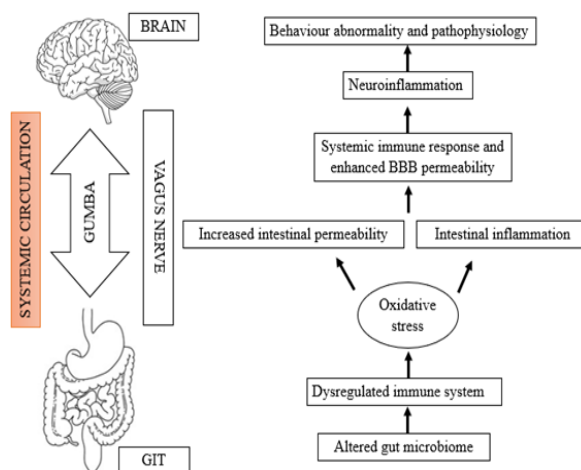 BRAIN
SYSTEMIC CIRCULATION
GUMBA
VAGUS NERVE
GIT
Behaviour abnormality and pathophysiology
Neuroinflammation
Systemic immune response and
enhanced BBB permeability
Increased intestinal permeability
Intestinal inflammation
Oxidative
stress
Dysregulated immune system
Altered gut microbiome